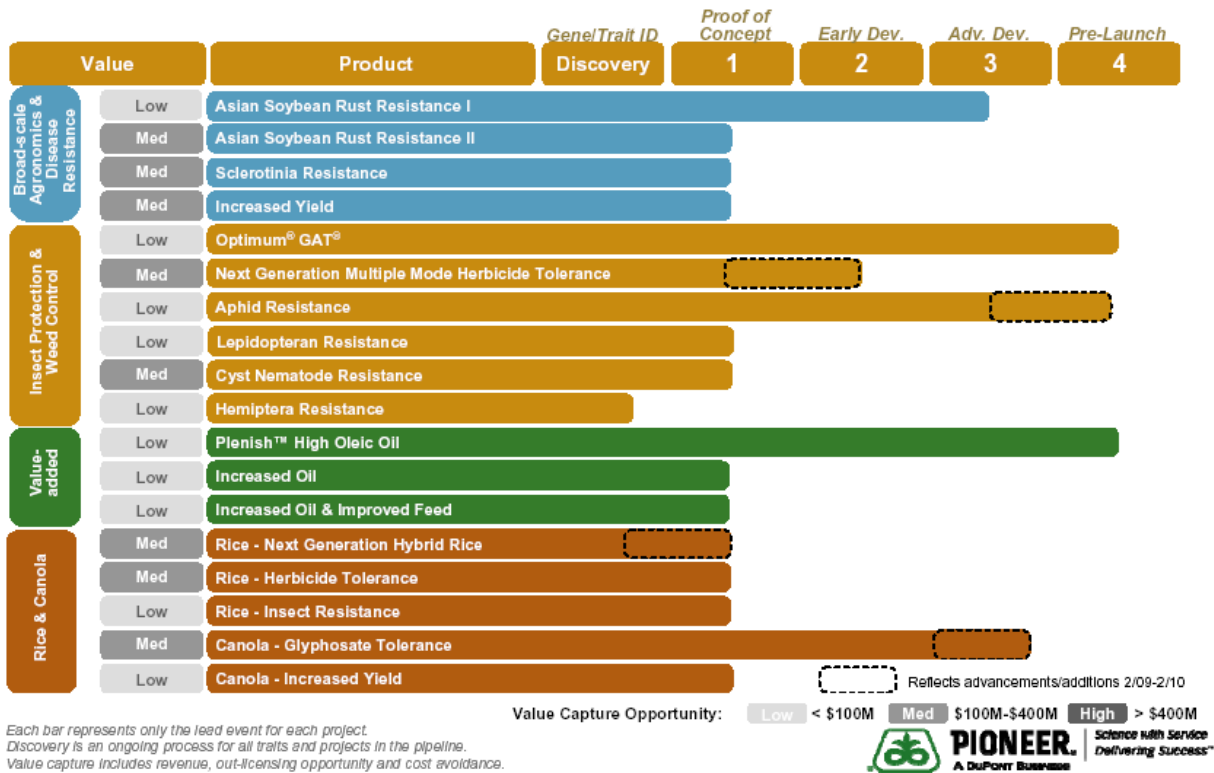 Gene/Trait ID
Proof of
Concept
Early Dev.
Adv. Dev.
Pre-Launch
Value
Product
Discovery
1
2
3
4
Broad-scale
Agronomics &
Disease
Resistance
Low
Asian Soybean Rust Resistance I
Med
Asian Soybean Rust Resistance II
Med
Sclerotinia Resistance
Med
Increased Yield
Insect Protection &
Weed Control
Low
Optimum® GAT®
Med
Next Generation Multiple Mode Herbicide Tolerance
Low
Aphid Resistance
Low
Lepidopteran Resistance
Med
Cyst Nematode Resistance
Low
Hemiptera Resistance
Value-
added
Low
Plenish™ High Oleic Oil
Low
Increased Oil
Low
Increased Oil & Improved Feed
Rice & Canola
Med
Rice - Next Generation Hybrid Rice
Med
Rice - Herbicide Tolerance
Low
Rice - Insect Resistance
Med
Canola - Glyphosate Tolerance
Low
Canola - Increased Yield
Reflects advancements/additions 2/09-2/10
Value Capture Opportunity: Low < $100M Med $100M-$400M High > $400M
Each bar represents only the lead event for each project.
Discovery is an ongoing process for all traits and projects in the pipeline.
Value capture includes revenue, out-licensing opportunity and cost avoidance.
PIONEER.
A DUPONT BUSINESS
Science with Service
Delivering Success™